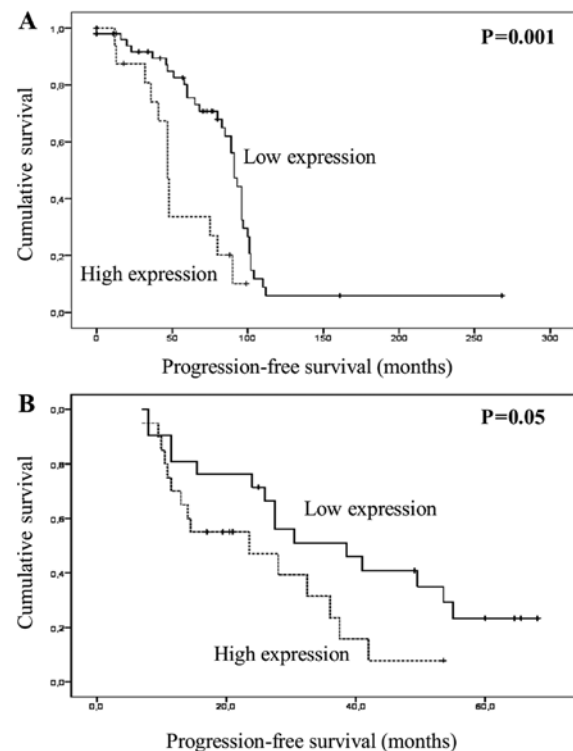 A
P=0.001
1,0
0,8
0,6
0,4
0,2
0,0
Cumulative survival
Low expression
High expression
0 50 100 150 200 250 300
Progression-free survival (months)
B
P=0.05
0,0
0,8
0,6
0,4
0,2
0,0
Cumulative survival
Low expression
High expression
0,0 20,0 40,0 60,0
Progression-free survival (months)